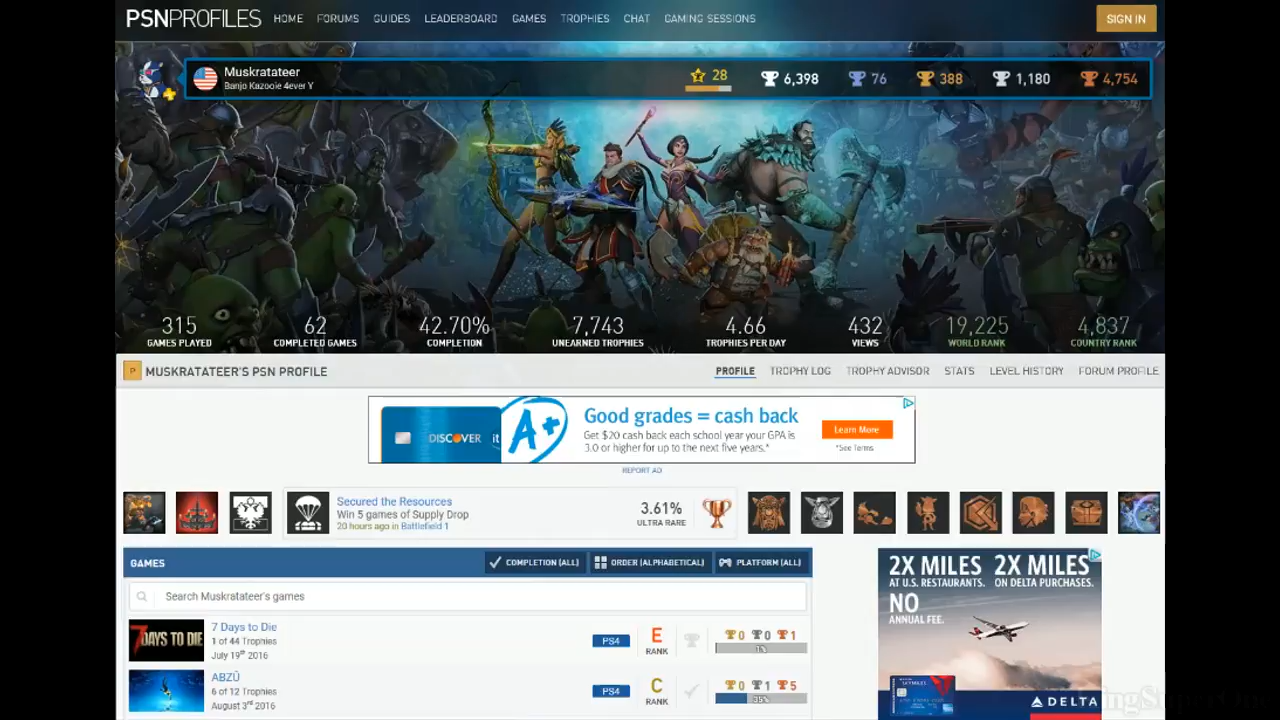 PSNPROFILES HOME FORUMS GUIDES LEADERBOARD GAMES TROPHIES CHAT GAMING SESSIONS SIGN IN
Muskratateer
Banjo Kazooie 4ever Y
28 6,398 76 388 1,180 4,754
315 62 42.70% 7,743 4.66 432 19,225 4,837
GAMES PLAYED COMPLETED GAMES COMPLETION UNEARNED TROPHIES TROPHIES PER DAY VIEWS WORLD RANK COUNTRY RANK
P MUSKRATATEER'S PSN PROFILE PROFILE TROPHY LOG TROPHY ADVISOR STATS LEVEL HISTORY FORUM PROFILE
DISCOVER it A+
Good grades = cash back
Get $20 cash back each school year your GPA is
3.0 or higher for up to the next five years.*
Learn More
*See Terms
REPORT AD
Secured the Resources
Win 5 games of Supply Drop
20 hours ago in Battlefield 1
3.61%
ULTRA RARE
GAMES COMPLETION (ALL) ORDER (ALPHABETICAL) PLATFORM (ALL)
Search Muskratateer's games
7 DAYS TO DIE
7 Days to Die
1 of 44 Trophies
July 19th 2016
PS4 E RANK 0 0 1
1%
ABZÛ
6 of 12 Trophies
August 3rd 2016
PS4 C RANK 0 1 5
35%
2X MILES 2X MILES
AT U.S. RESTAURANTS. ON DELTA PURCHASES.
NO
ANNUAL FEE.
DELTA